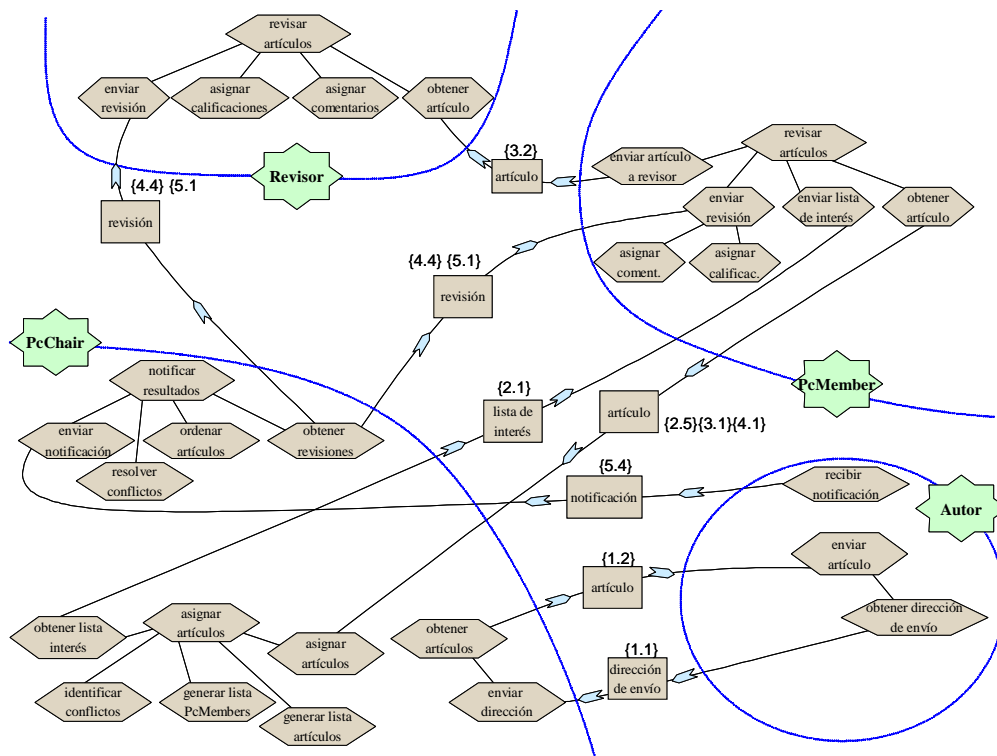 revisar
artículos
enviar
revisión
asignar
calificaciones
asignar
comentarios
obtener
artículo
Revisor
{4.4} {5.1
revisión
{3.2}
artículo
enviar artículo
a revisor
revisar
artículos
enviar
revisión
enviar lista
de interés
obtener
artículo
asignar
coment.
asignar
calificac.
{4.4} {5.1}
revisión
PcChair
PcMember
notificar
resultados
enviar
notificación
ordenar
artículos
obtener
revisiones
resolver
conflictos
{2.1}
lista de
interés
artículo
{2.5}{3.1}{4.1}
{5.4}
notificación
recibir
notificación
Autor
enviar
artículo
{1.2}
artículo
obtener dirección
de envío
obtener lista
interés
asignar
artículos
asignar
artículos
obtener
artículos
{1.1}
dirección
de envío
identificar
conflictos
generar lista
PcMembers
generar lista
artículos
enviar
dirección